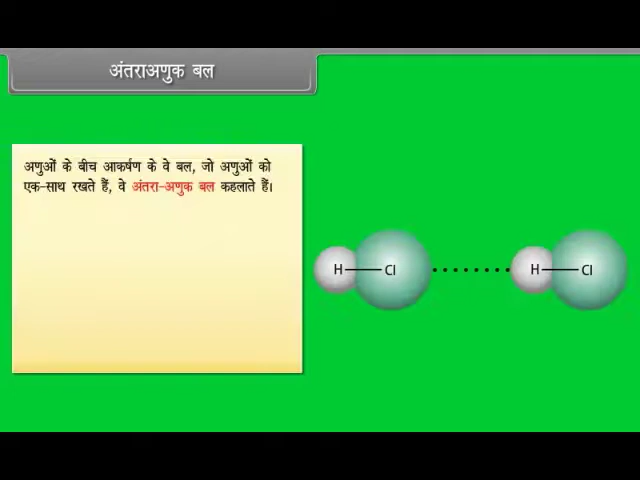 अंतराअणुक बल
अणुओं के बीच आकर्षण के वे बल, जो अणुओं को
एक-साथ रखते हैं, वे अंतरा-अणुक बल कहलाते हैं।
H Cl H Cl